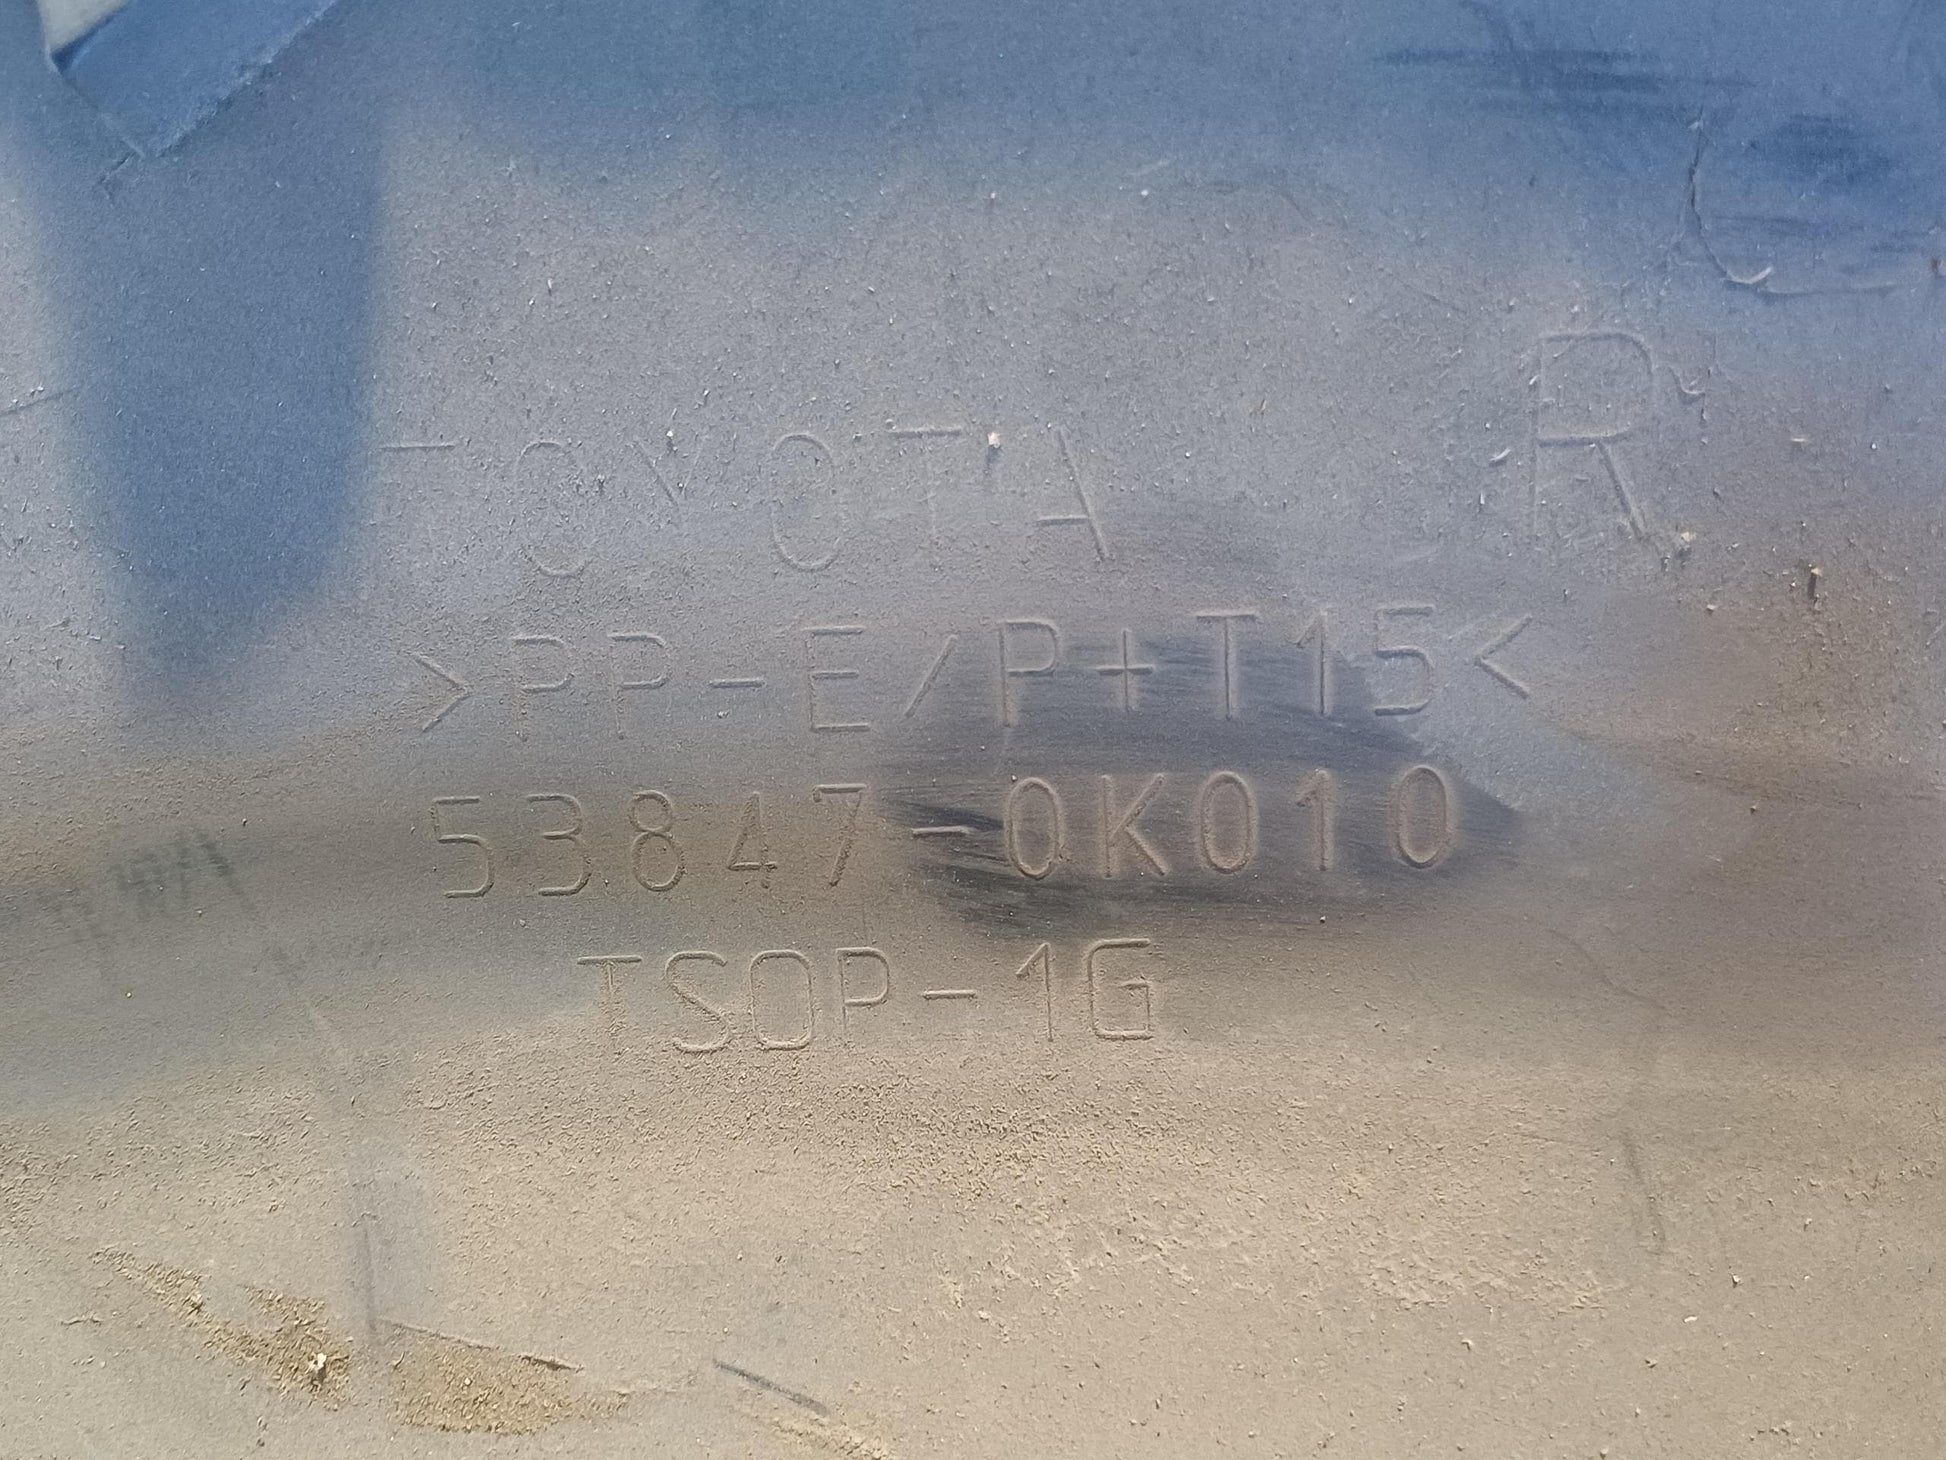 TOYOTA R
>PP-E/P+T15<
53847-0K010
TSOP-1G